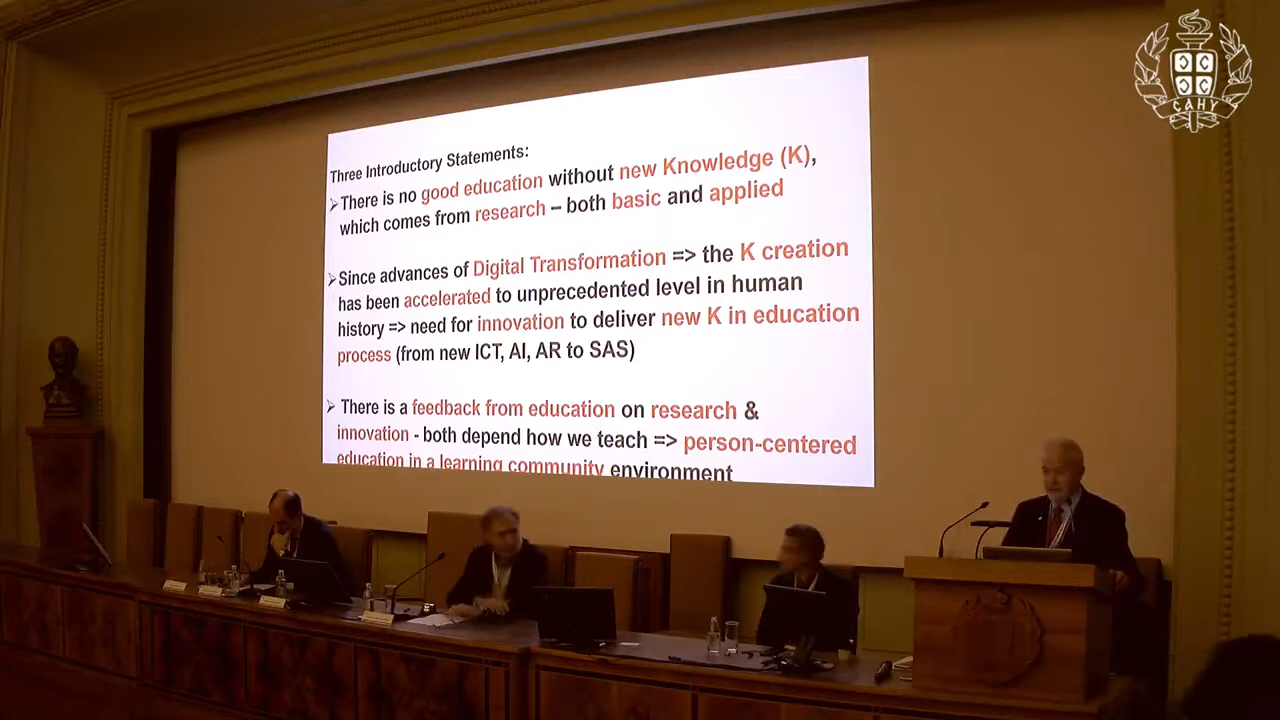 Three Introductory Statements:
➢There is no good education without new Knowledge (K),
which comes from research – both basic and applied
➢Since advances of Digital Transformation => the K creation
has been accelerated to unprecedented level in human
history => need for innovation to deliver new K in education
process (from new ICT, AI, AR to SAS)
➢ There is a feedback from education on research &
innovation - both depend how we teach => person-centered
education in a learning community environment
САНУ